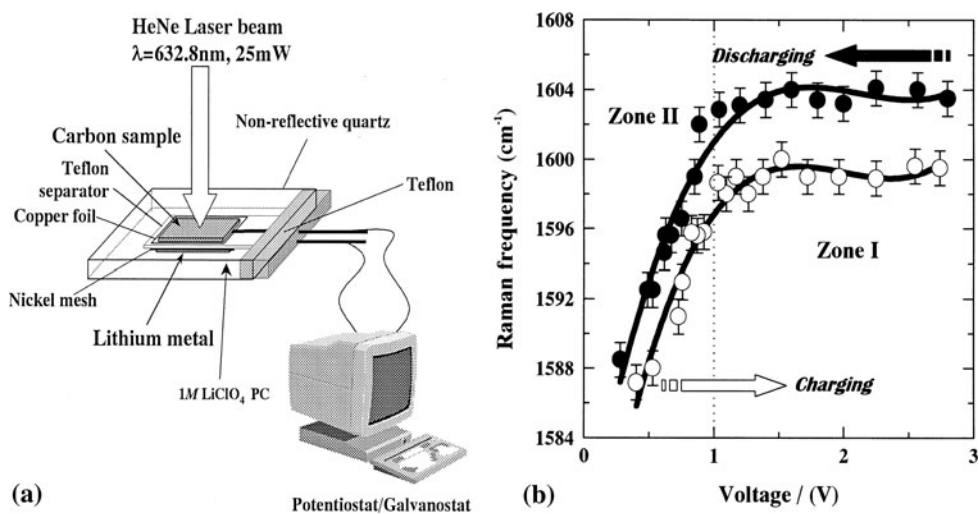 HeNe Laser beam
λ=632.8nm, 25mW
Carbon sample
Teflon
separator
Copper foil
Nickel mesh
Lithium metal
Non-reflective quartz
Teflon
1M LiClO₄ PC
Potentiostat/Galvanostat
(a)
Raman frequency (cm⁻¹)
1608
1604
1600
1596
1592
1588
1584
Discharging
Zone II
Zone I
Charging
0
1
2
3
Voltage / (V)
(b)